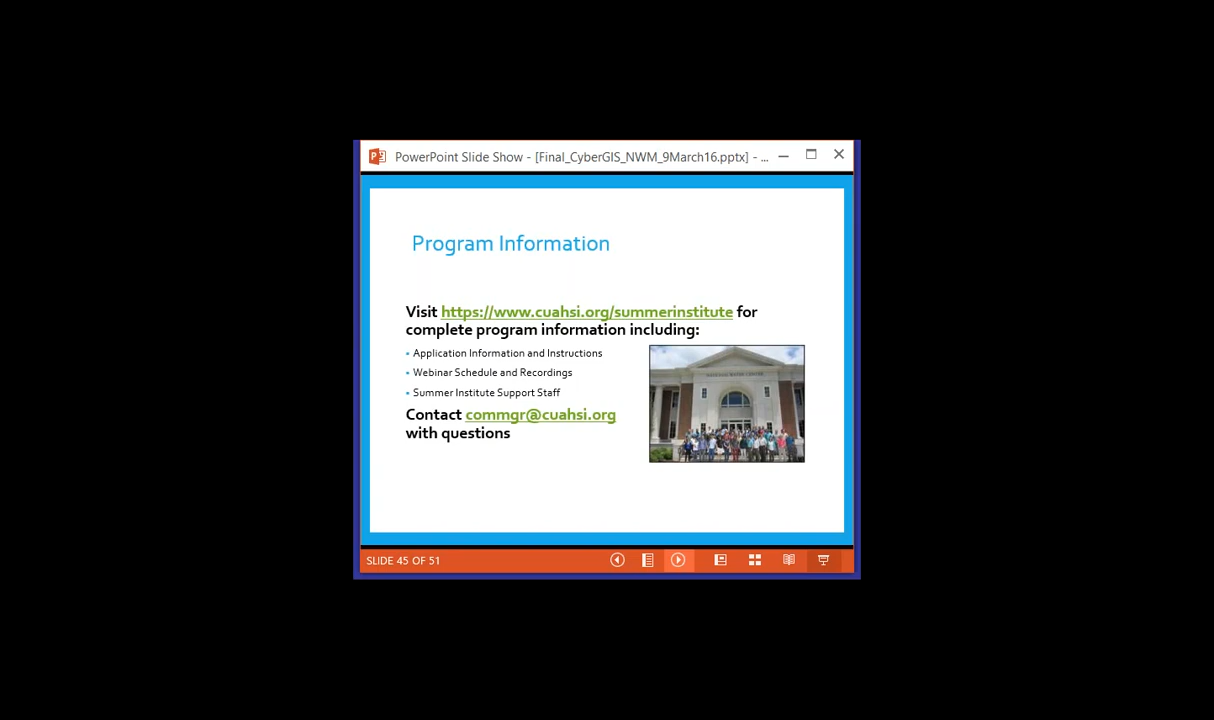 PowerPoint Slide Show - [Final_CyberGIS_NWM_9March16.pptx] - ...
Program Information
Visit https://www.cuahsi.org/summerinstitute for
complete program information including:
• Application Information and Instructions
• Webinar Schedule and Recordings
• Summer Institute Support Staff
Contact commgr@cuahsi.org
with questions
SLIDE 45 OF 51